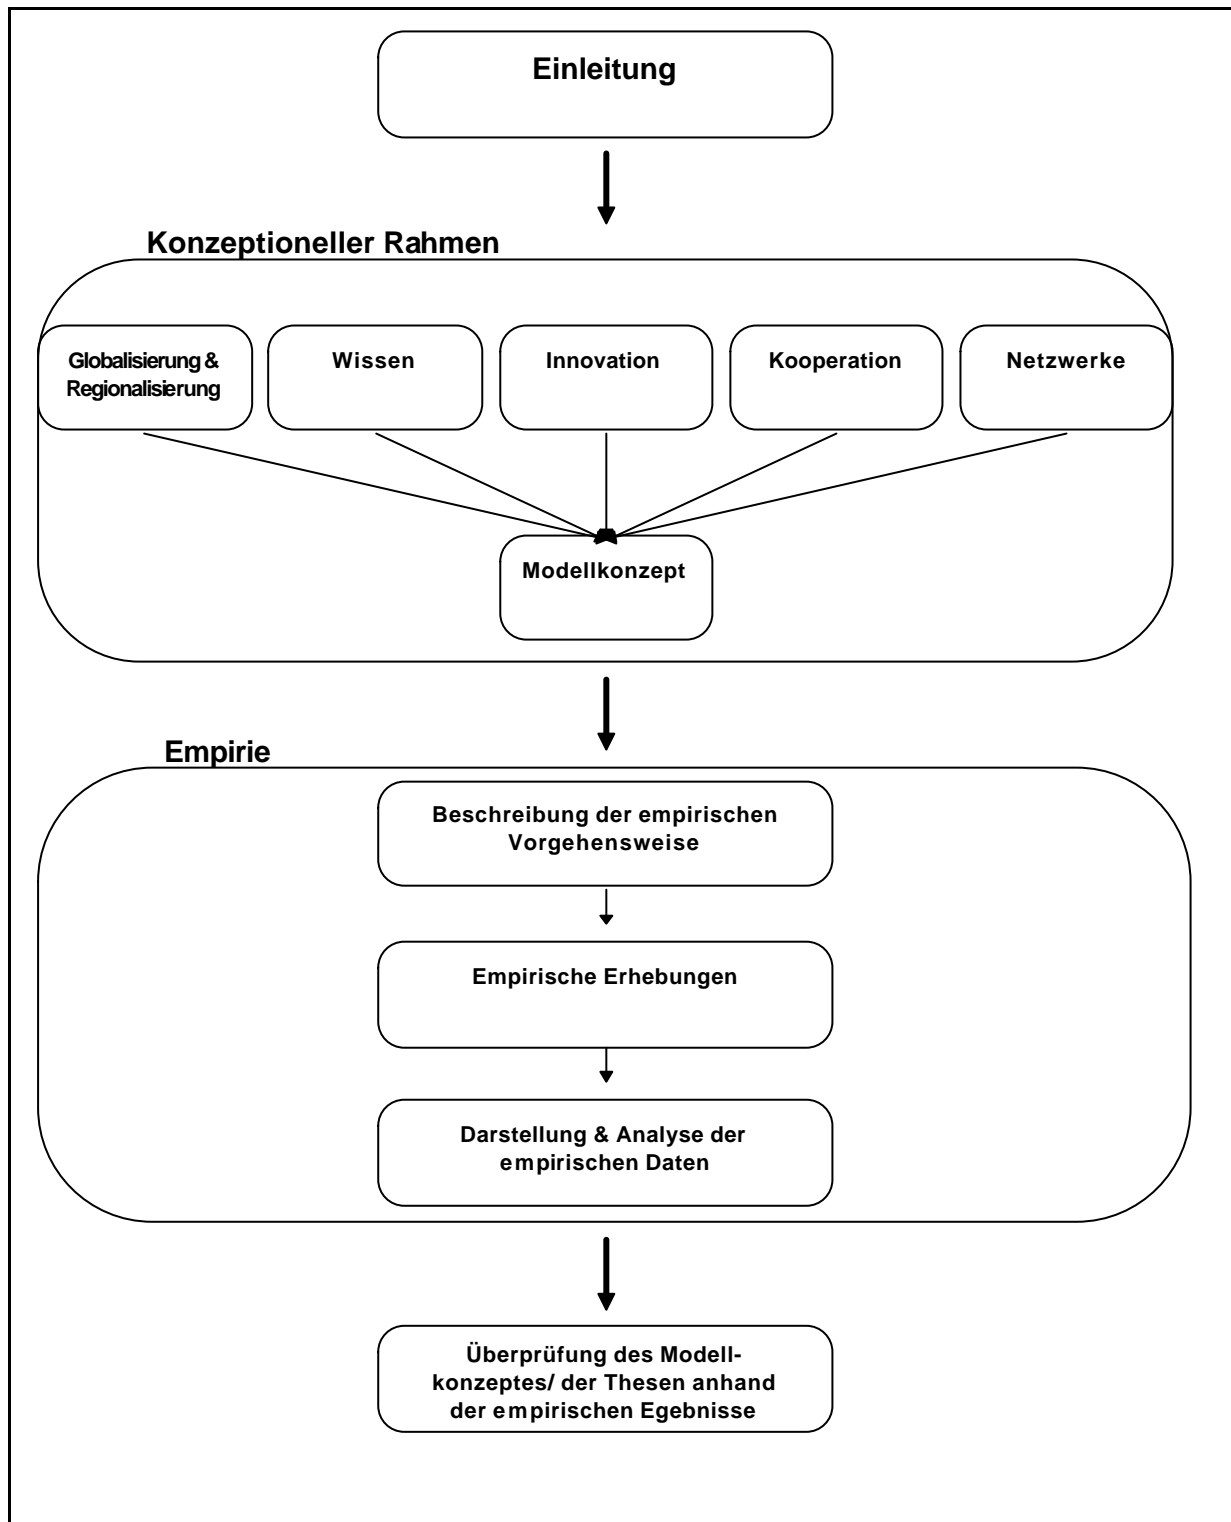 Einleitung
Konzeptioneller Rahmen
Globalisierung &
Regionalisierung
Wissen
Innovation
Kooperation
Netzwerke
Modellkonzept
Empirie
Beschreibung der empirischen
Vorgehensweise
Empirische Erhebungen
Darstellung & Analyse der
empirischen Daten
Überprüfung des Modell-
konzeptes/ der Thesen anhand
der empirischen Egebnisse